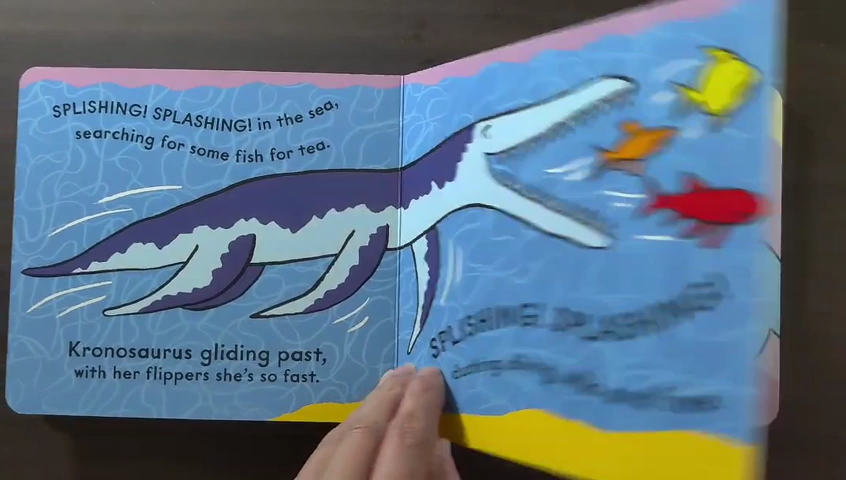 SPLISHING! SPLASHING! in the sea,
searching for some fish for tea.
Kronosaurus gliding past,
with her flippers she's so fast.
SPLISHING! SPLASHING!